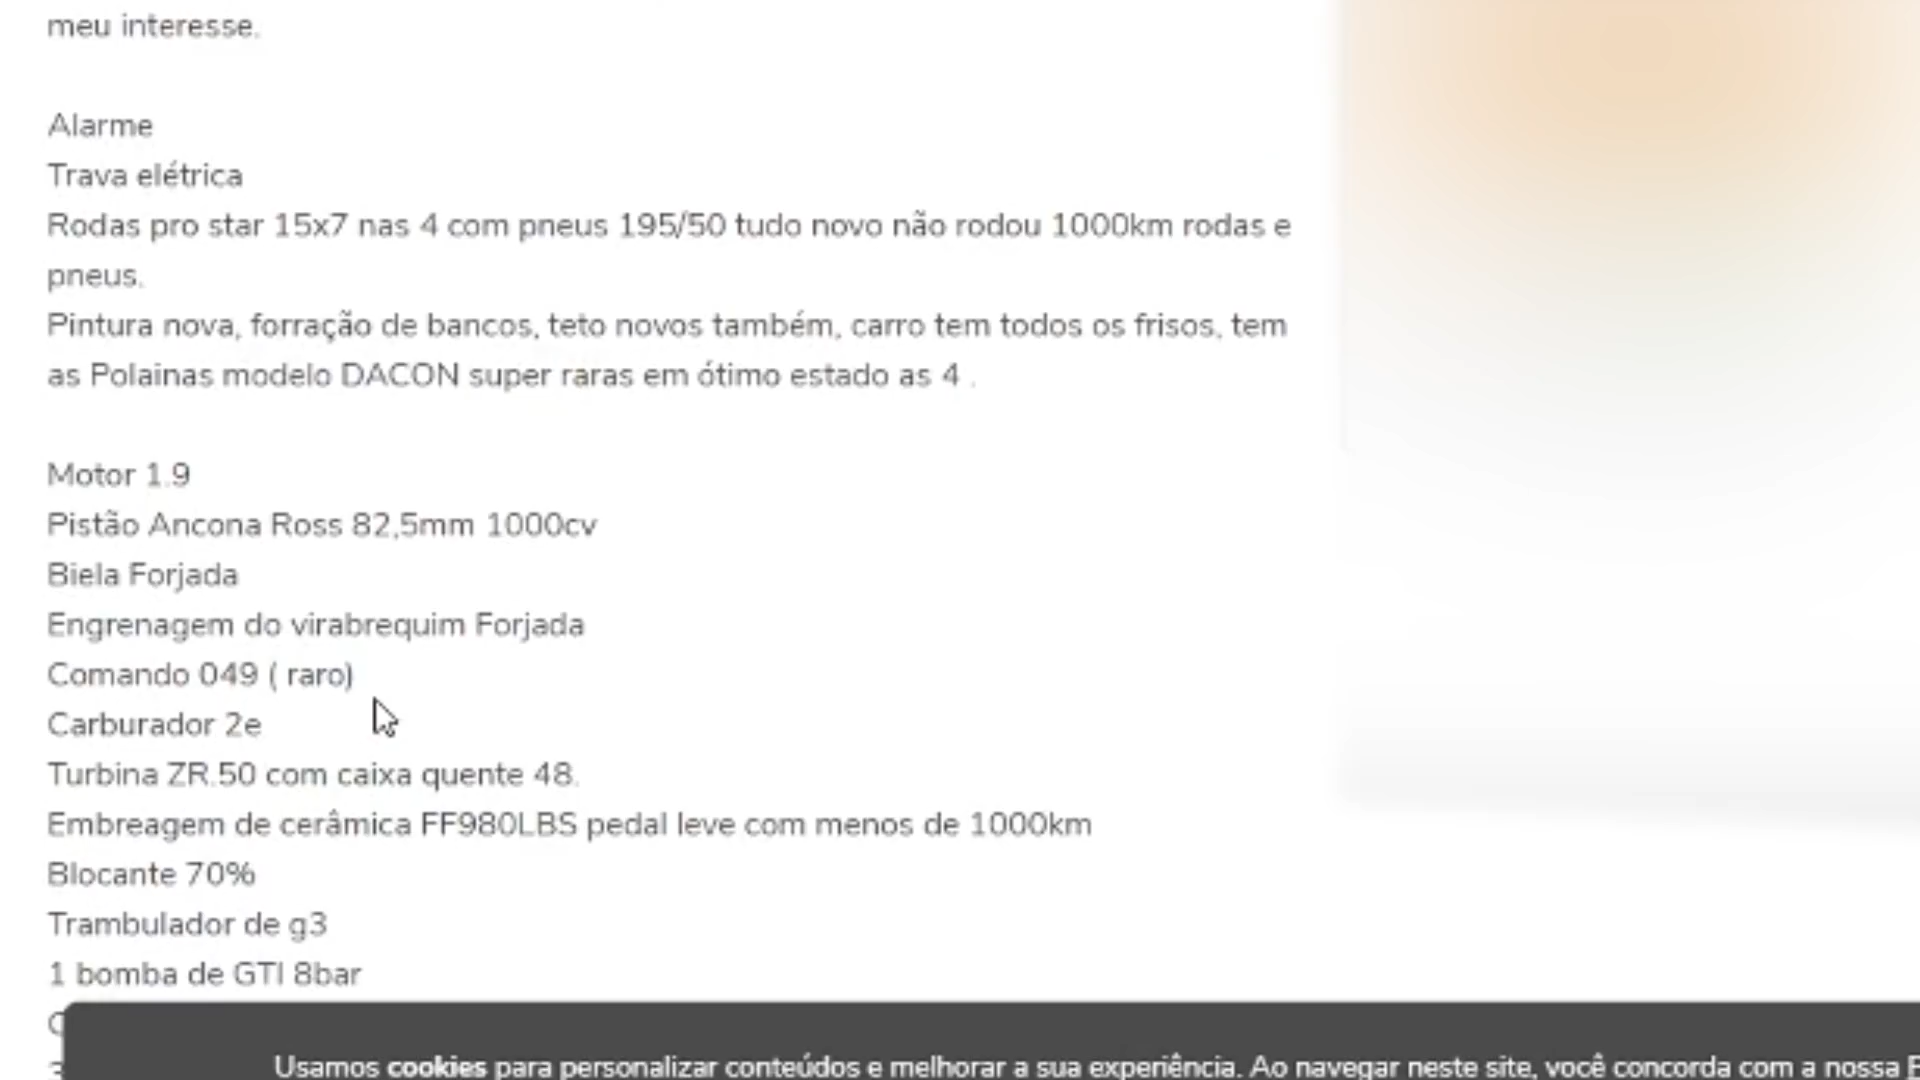 meu interesse.
Alarme
Trava elétrica
Rodas pro star 15x7 nas 4 com pneus 195/50 tudo novo não rodou 1000km rodas e
pneus.
Pintura nova, forração de bancos, teto novos também, carro tem todos os frisos, tem
as Polainas modelo DACON super raras em ótimo estado as 4 .
Motor 1.9
Pistão Ancona Ross 82,5mm 1000cv
Biela Forjada
Engrenagem do virabrequim Forjada
Comando 049 ( raro)
Carburador 2e
Turbina ZR.50 com caixa quente 48.
Embreagem de cerâmica FF980LBS pedal leve com menos de 1000km
Blocante 70%
Trambulador de g3
1 bomba de GTI 8bar
Usamos cookies para personalizar conteúdos e melhorar a sua experiência. Ao navegar neste site, você concorda com a nossa